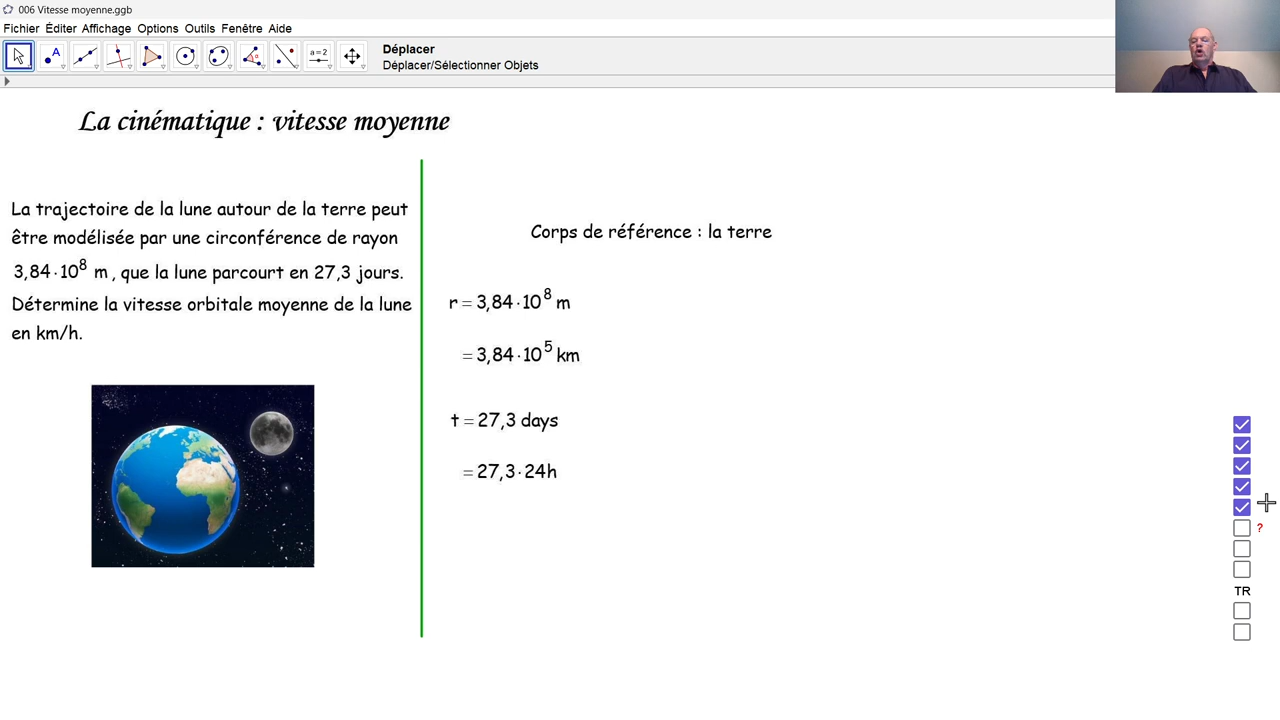 006 Vitesse moyenne.ggb
Fichier Éditer Affichage Options Outils Fenêtre Aide
A
a=2
Déplacer
Déplacer/Sélectionner Objets
La cinématique : vitesse moyenne
La trajectoire de la lune autour de la terre peut
être modélisée par une circonférence de rayon
3,84·10⁸ m, que la lune parcourt en 27,3 jours.
Détermine la vitesse orbitale moyenne de la lune
en km/h.
Corps de référence : la terre
r = 3,84·10⁸ m
= 3,84·10⁵ km
t = 27,3 days
= 27,3·24h
?
TR